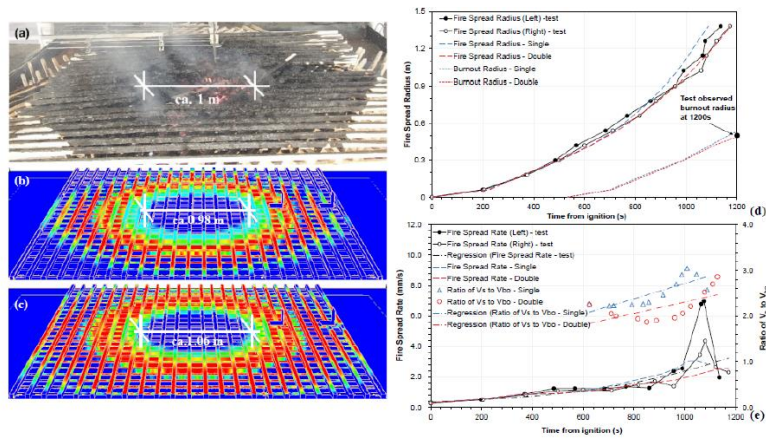 (a)
ca. 1 m
(b)
ca.0.98 m
(c)
ca.1.06 m
1.5
1.2
0.9
0.6
0.3
0.0
Fire Spread Radius (m)
Fire Spread Radius (Left) -test
Fire Spread Radius (Right) - test
Fire Spread Radius - Single
Fire Spread Radius - Double
Burnout Radius - Single
Burnout Radius - Double
Test observed
burnout radius
at 1200s
0 200 400 600 800 1000 1200
Time from ignition (s)
(d)
12.0
10.0
8.0
6.0
4.0
2.0
0.0
Fire Spread Rate (mm/s)
Fire Spread Rate (Left) - test
Fire Spread Rate (Right) - test
Regression (Fire Spread Rate - test)
Fire Spread Rate - Single
Fire Spread Rate - Double
Ratio of Vs to Vbo - Single
Ratio of Vs to Vbo - Double
Regression (Ratio of Vs to Vbo - Single)
Regression (Ratio of Vs to Vbo - Double)
4.0
3.0
2.0
1.0
0.0
Ratio of Vs to
0 200 400 600 800 1000 1200
Time from ignition (s)
(e)